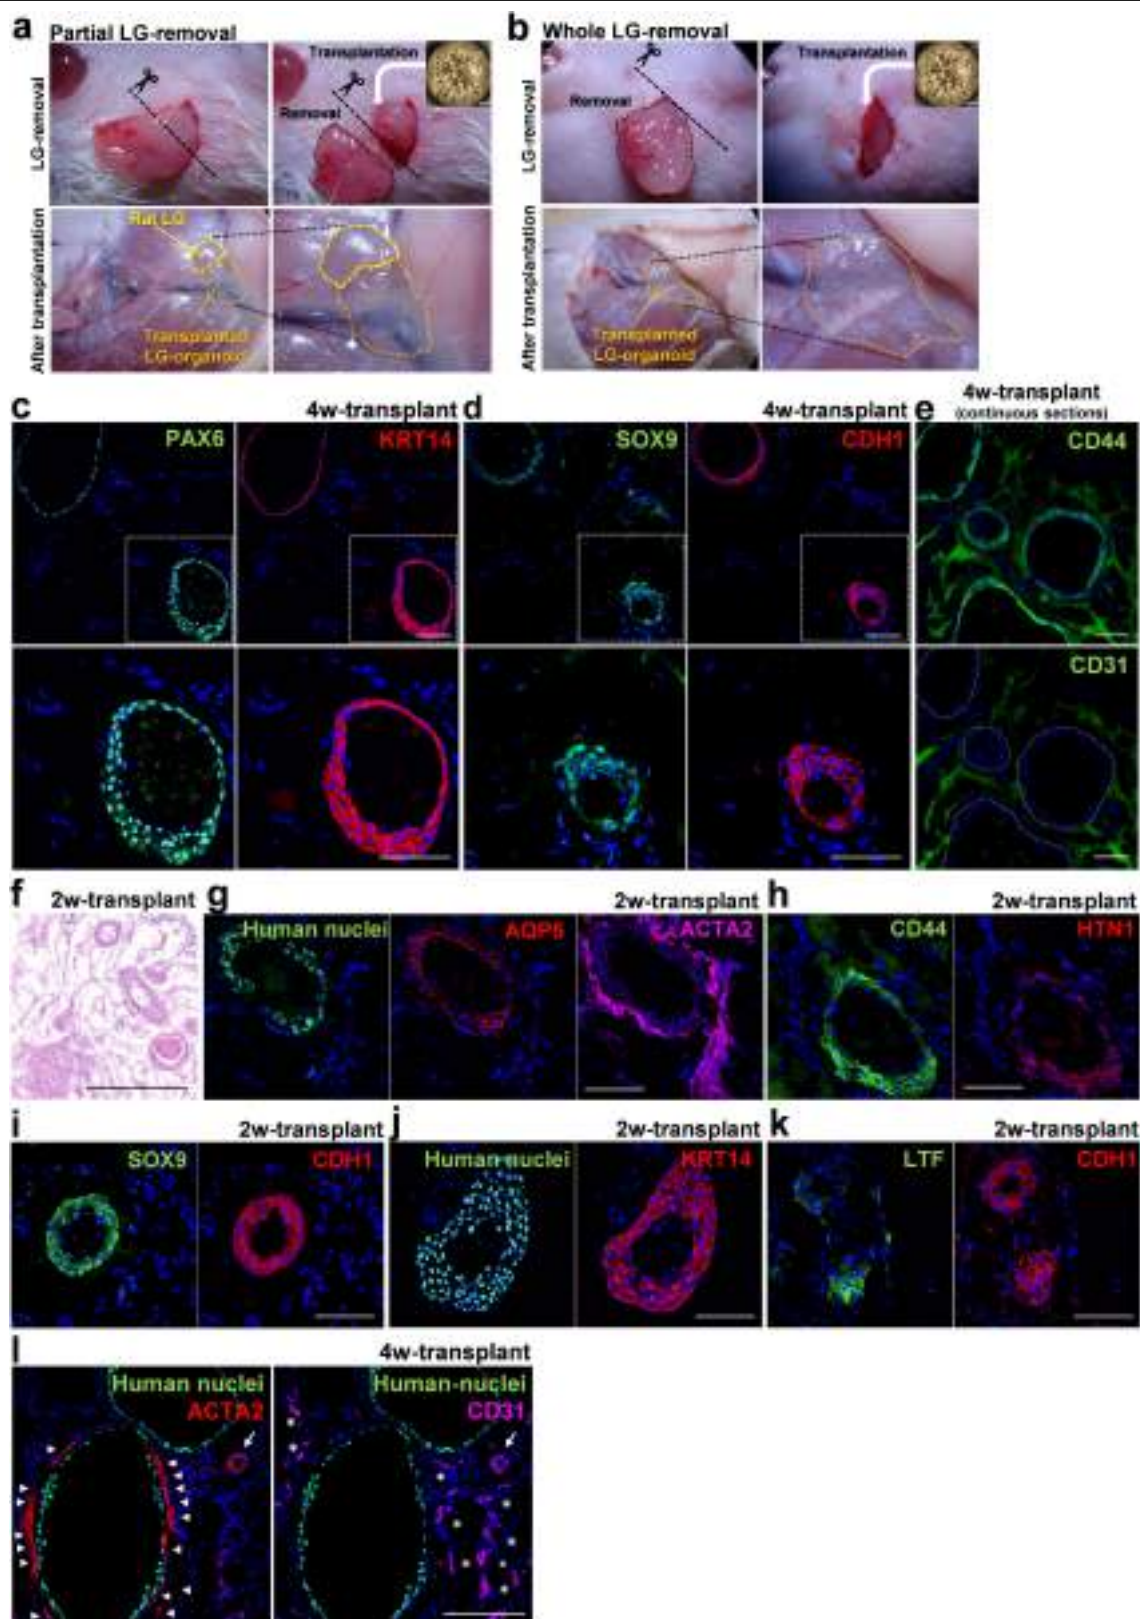 a Partial LG-removal
b Whole LG-removal
LG-removal
Removal
Transplantation
LG-removal
Removal
Transplantation
After transplantation
Rat LG
Transplanted
LG-organoid
After transplantation
Transplanted
LG-organoid
c 4w-transplant
PAX6
KRT14
d 4w-transplant
SOX9
CDH1
e 4w-transplant
(continuous sections)
CD44
CD31
f 2w-transplant
g 2w-transplant
Human nuclei
AQP5
ACTA2
h 2w-transplant
CD44
HTN1
i 2w-transplant
SOX9
CDH1
j 2w-transplant
Human nuclei
KRT14
k 2w-transplant
LTF
CDH1
l 4w-transplant
Human nuclei
ACTA2
Human-nuclei
CD31